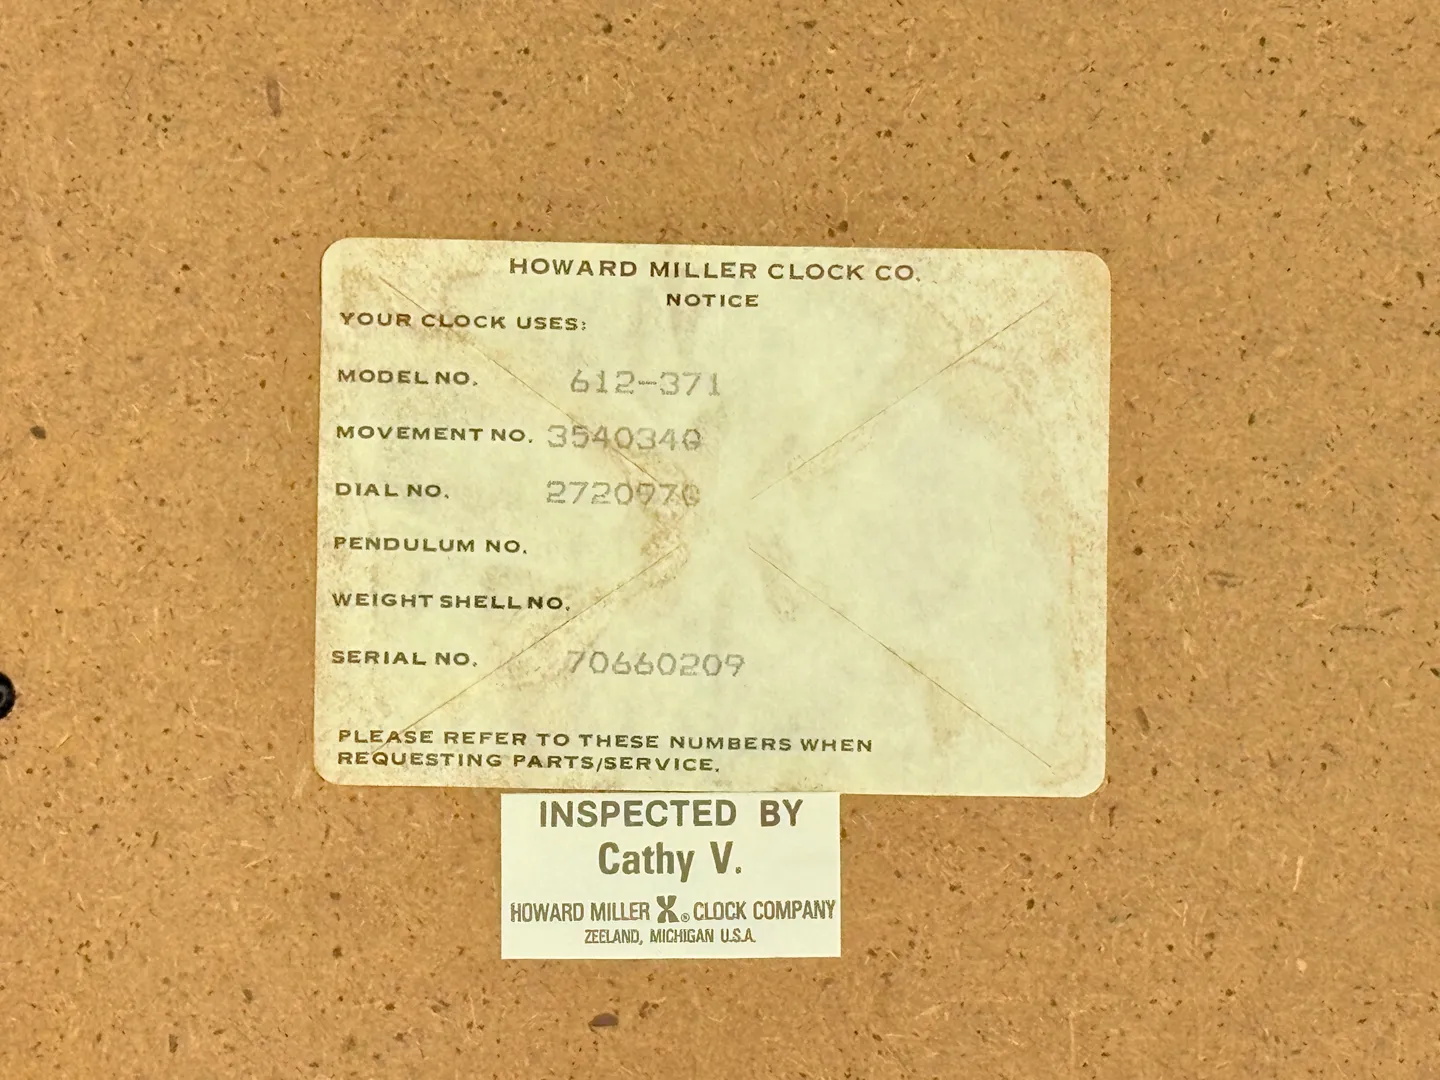 HOWARD MILLER CLOCK CO.
NOTICE
YOUR CLOCK USES:
MODEL NO. 612-371
MOVEMENT NO. 354034Q
DIAL NO. 272097Q
PENDULUM NO.
WEIGHT SHELL NO.
SERIAL NO. 70660209
PLEASE REFER TO THESE NUMBERS WHEN
REQUESTING PARTS/SERVICE.
INSPECTED BY
Cathy V.
HOWARD MILLER ® CLOCK COMPANY
ZEELAND, MICHIGAN U.S.A.